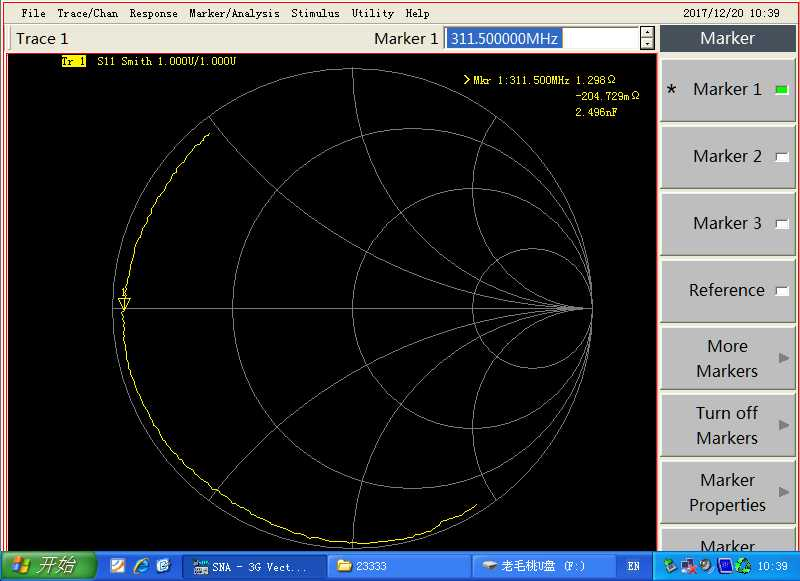 File Trace/Chan Response Marker/Analysis Stimulus Utility Help 2017/12/20 10:39
Trace 1 Marker 1 311.500000MHz Marker
Tr 1 S11 Smith 1.000U/1.000U
>Mkr 1:311.500MHz 1.298Ω
-204.729mΩ
2.496nF
1
* Marker 1
Marker 2
Marker 3
Reference
More
Markers
Turn off
Markers
Marker
Properties
Marker
开始 SNA - 3G Vect... 23333 老毛桃U盘 (F:) EN 10:39